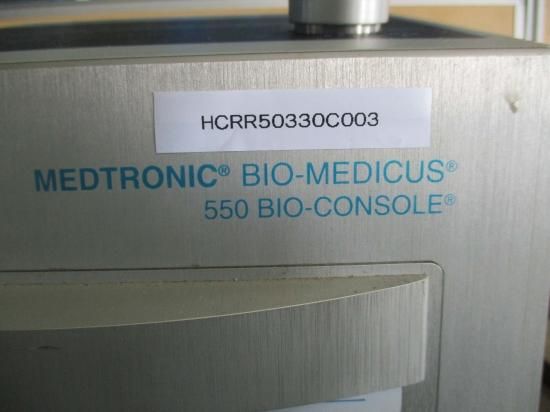 HCRR50330C003
MEDTRONIC® BIO-MEDICUS®
550 BIO-CONSOLE®